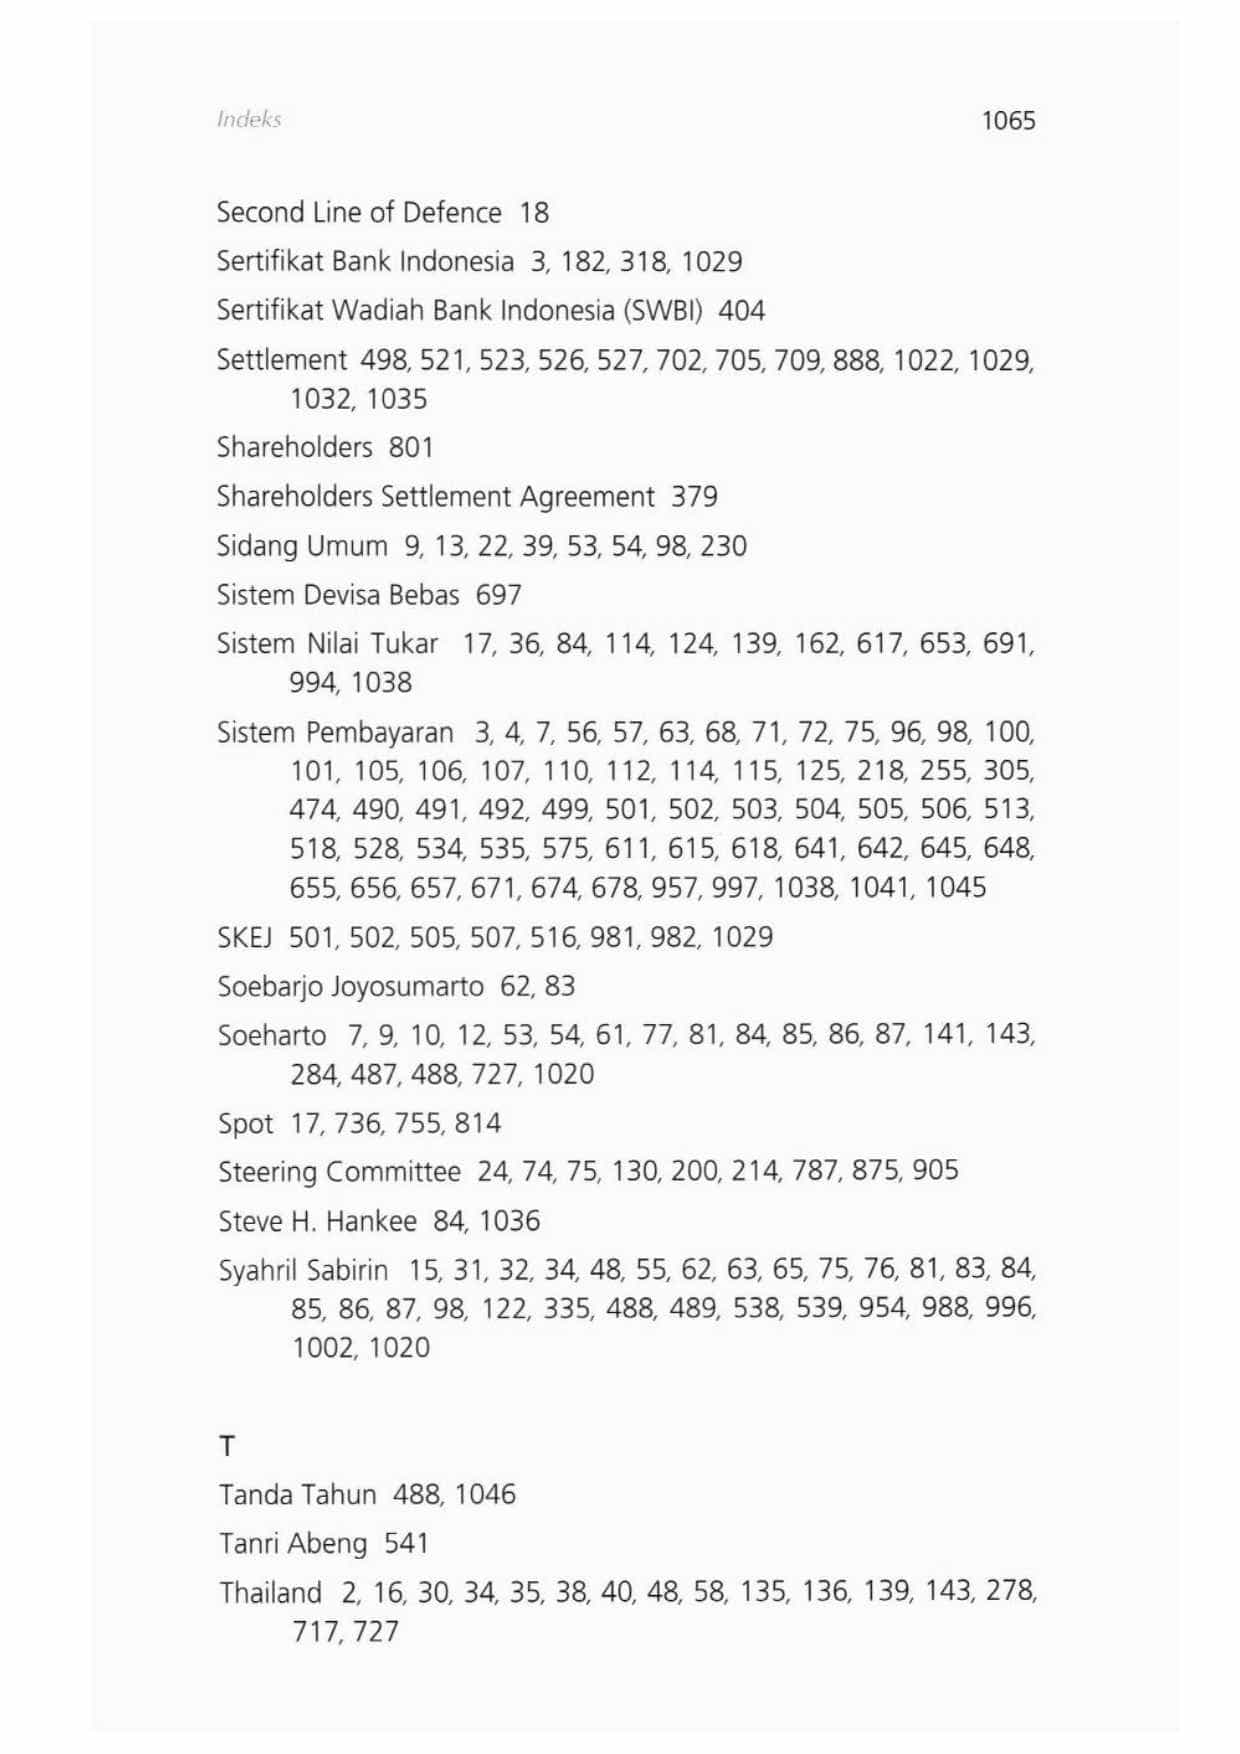 Indeks 1065
Second Line of Defence 18
Sertifikat Bank Indonesia 3, 182, 318, 1029
Sertifikat Wadiah Bank Indonesia (SWBI) 404
Settlement 498, 521, 523, 526, 527, 702, 705, 709, 888, 1022, 1029,
1032, 1035
Shareholders 801
Shareholders Settlement Agreement 379
Sidang Umum 9, 13, 22, 39, 53, 54, 98, 230
Sistem Devisa Bebas 697
Sistem Nilai Tukar 17, 36, 84, 114, 124, 139, 162, 617, 653, 691,
994, 1038
Sistem Pembayaran 3, 4, 7, 56, 57, 63, 68, 71, 72, 75, 96, 98, 100,
101, 105, 106, 107, 110, 112, 114, 115, 125, 218, 255, 305,
474, 490, 491, 492, 499, 501, 502, 503, 504, 505, 506, 513,
518, 528, 534, 535, 575, 611, 615, 618, 641, 642, 645, 648,
655, 656, 657, 671, 674, 678, 957, 997, 1038, 1041, 1045
SKEJ 501, 502, 505, 507, 516, 981, 982, 1029
Soebarjo Joyosumarto 62, 83
Soeharto 7, 9, 10, 12, 53, 54, 61, 77, 81, 84, 85, 86, 87, 141, 143,
284, 487, 488, 727, 1020
Spot 17, 736, 755, 814
Steering Committee 24, 74, 75, 130, 200, 214, 787, 875, 905
Steve H. Hankee 84, 1036
Syahril Sabirin 15, 31, 32, 34, 48, 55, 62, 63, 65, 75, 76, 81, 83, 84,
85, 86, 87, 98, 122, 335, 488, 489, 538, 539, 954, 988, 996,
1002, 1020
T
Tanda Tahun 488, 1046
Tanri Abeng 541
Thailand 2, 16, 30, 34, 35, 38, 40, 48, 58, 135, 136, 139, 143, 278,
717, 727